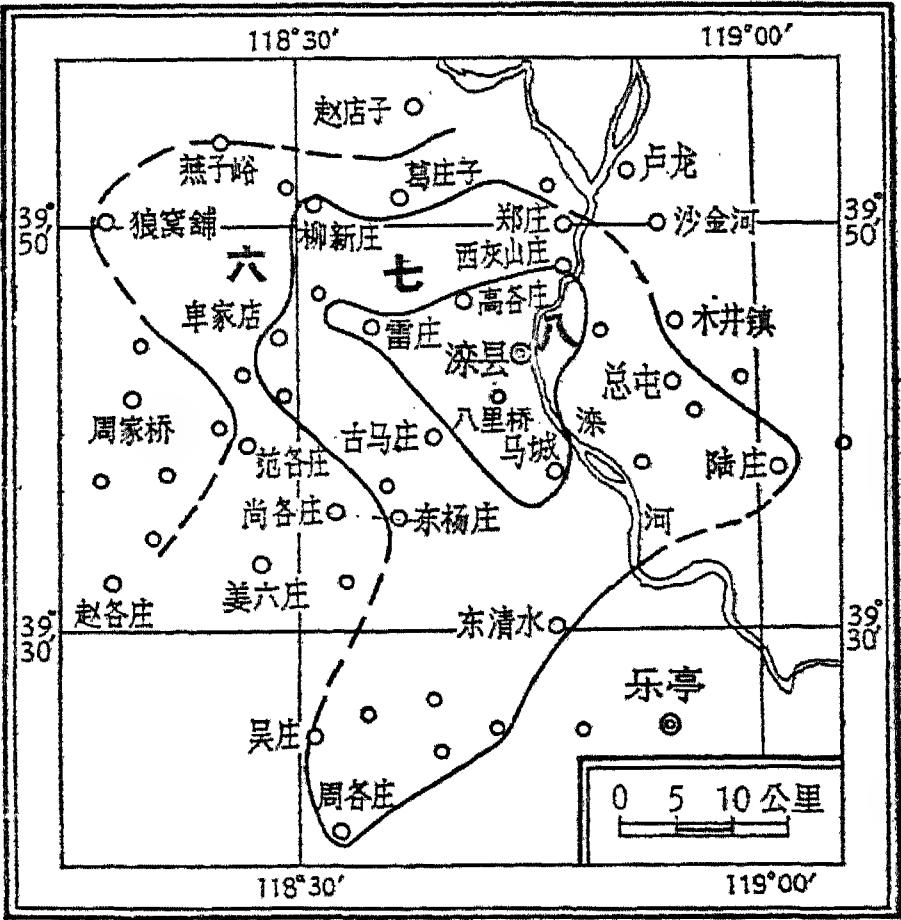 118°30′
119°00′
赵店子
燕子峪
葛庄子
卢龙
39°
50′
狼窝舖
柳新庄
郑庄
沙金河
39°
50′
六
七
西灰山庄
高各庄
八
牟家店
雷庄
滦县
木井镇
总屯
周家桥
八里桥
滦
古马庄
马城
范各庄
陆庄
尚各庄
东杨庄
河
姜六庄
赵各庄
39°
30′
东清水
39°
30′
乐亭
吴庄
周各庄
0 5 10 公里
118°30′
119°00′